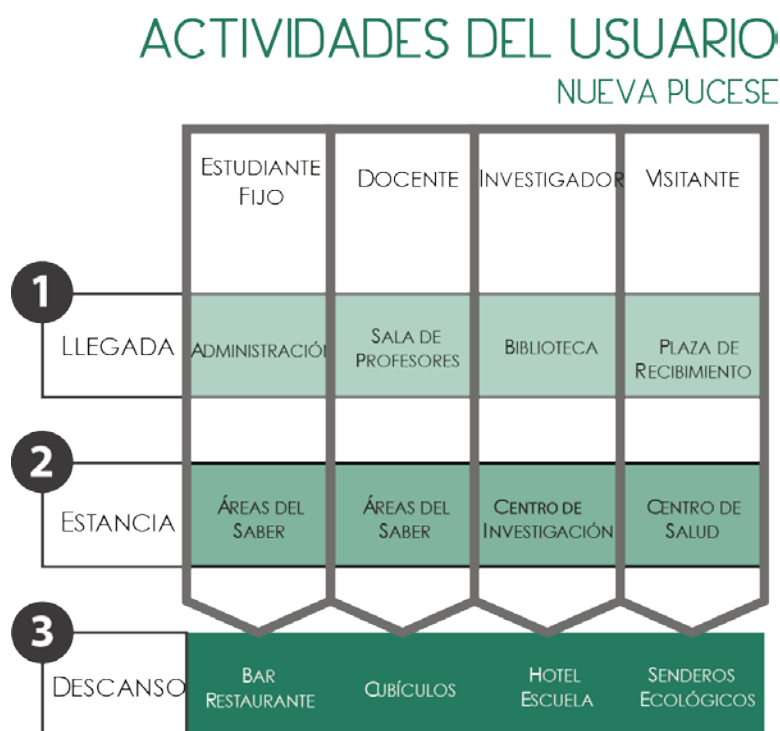 ACTIVIDADES DEL USUARIO
NUEVA PUCESE
ESTUDIANTE
FIJO
DOCENTE
INVESTIGADOR
VISITANTE
1
LLEGADA
ADMINISTRACIÓN
SALA DE
PROFESORES
BIBLIOTECA
PLAZA DE
RECIBIMIENTO
2
ESTANCIA
ÁREAS DEL
SABER
ÁREAS DEL
SABER
CENTRO DE
INVESTIGACIÓN
CENTRO DE
SALUD
3
DESCANSO
BAR
RESTAURANTE
CUBÍCULOS
HOTEL
ESCUELA
SENDEROS
ECOLÓGICOS